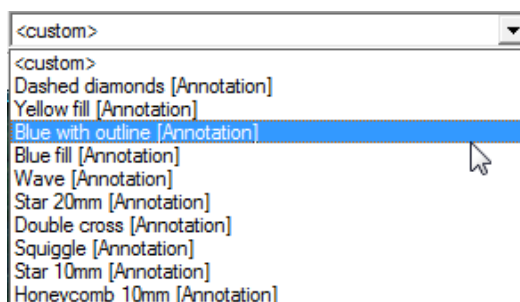 <custom>
<custom>
Dashed diamonds [Annotation]
Yellow fill [Annotation]
Blue with outline [Annotation]
Blue fill [Annotation]
Wave [Annotation]
Star 20mm [Annotation]
Double cross [Annotation]
Squiggle [Annotation]
Star 10mm [Annotation]
Honeycomb 10mm [Annotation]